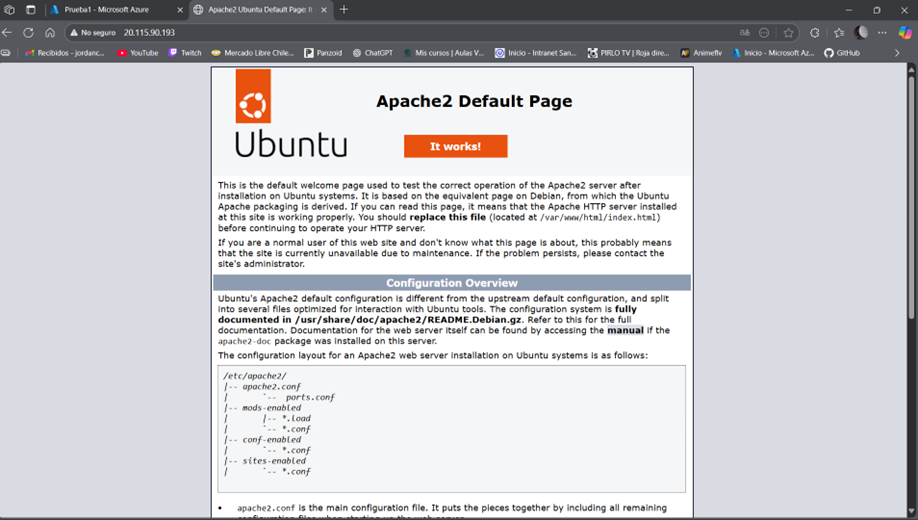 Prueba1 - Microsoft Azure
Apache2 Ubuntu Default Page: It
No seguro 20.115.90.193
Recibidos - jordanc...
YouTube
Twitch
Mercado Libre Chile...
Panzoid
ChatGPT
Mis cursos | Aulas V...
Inicio - Intranet San...
PIRLO TV | Roja dire...
Animeflv
Inicio - Microsoft Az...
GitHub
Apache2 Default Page
Ubuntu
It works!
This is the default welcome page used to test the correct operation of the Apache2 server after
installation on Ubuntu systems. It is based on the equivalent page on Debian, from which the Ubuntu
Apache packaging is derived. If you can read this page, it means that the Apache HTTP server installed
at this site is working properly. You should replace this file (located at /var/www/html/index.html)
before continuing to operate your HTTP server.
If you are a normal user of this web site and don't know what this page is about, this probably means
that the site is currently unavailable due to maintenance. If the problem persists, please contact the
site's administrator.
Configuration Overview
Ubuntu's Apache2 default configuration is different from the upstream default configuration, and split
into several files optimized for interaction with Ubuntu tools. The configuration system is fully
documented in /usr/share/doc/apache2/README.Debian.gz. Refer to this for the full
documentation. Documentation for the web server itself can be found by accessing the manual if the
apache2-doc package was installed on this server.
The configuration layout for an Apache2 web server installation on Ubuntu systems is as follows:
/etc/apache2/
|-- apache2.conf
|       `--  ports.conf
|-- mods-enabled
|       |-- *.load
|       `-- *.conf
|-- conf-enabled
|       `-- *.conf
|-- sites-enabled
|       `-- *.conf
• apache2.conf is the main configuration file. It puts the pieces together by including all remaining
configuration files when starting up the web server.